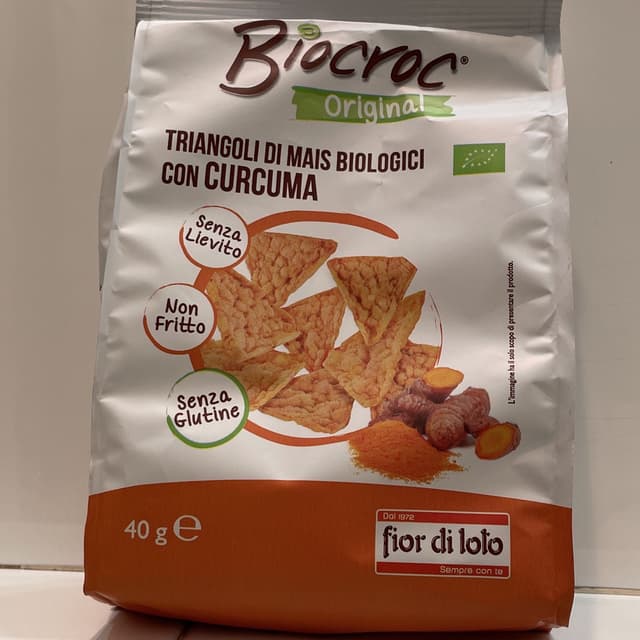 Biocroc®
Original
TRIANGOLI DI MAIS BIOLOGICI
CON CURCUMA
Senza
Lievito
Non
Fritto
Senza
Glutine
L'immagine ha il solo scopo di presentare il prodotto.
40 g e
Dal 1972
fior di loto
Sempre con te